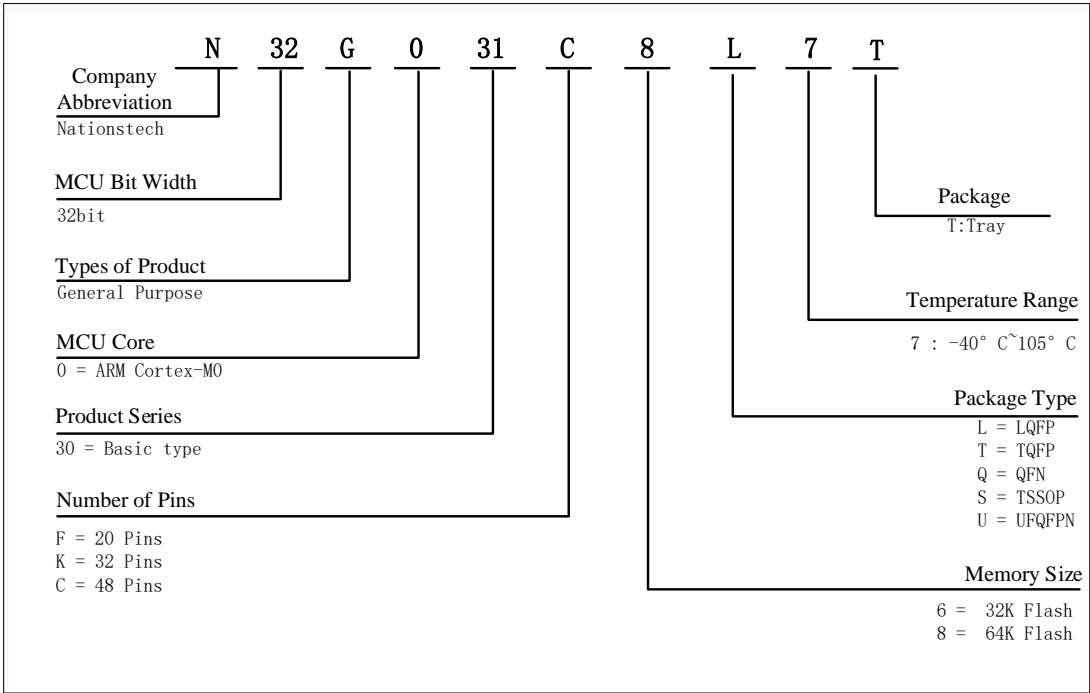 N 32 G 0 31 C 8 L 7 T
Company
Abbreviation
Nationstech
MCU Bit Width
32bit
Types of Product
General Purpose
MCU Core
0 = ARM Cortex-M0
Product Series
30 = Basic type
Number of Pins
F = 20 Pins
K = 32 Pins
C = 48 Pins
Package
T:Tray
Temperature Range
7 : -40° C~105° C
Package Type
L = LQFP
T = TQFP
Q = QFN
S = TSSOP
U = UFQFPN
Memory Size
6 = 32K Flash
8 = 64K Flash